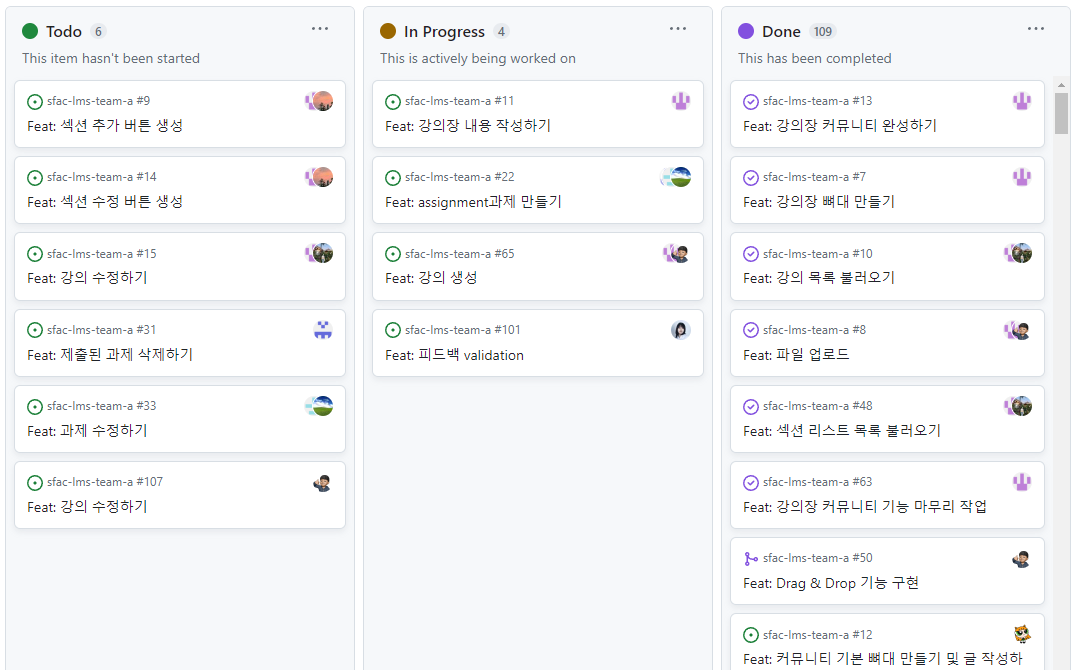 Todo 6
This item hasn't been started
sfac-lms-team-a #9
Feat: 섹션 추가 버튼 생성
sfac-lms-team-a #14
Feat: 섹션 수정 버튼 생성
sfac-lms-team-a #15
Feat: 강의 수정하기
sfac-lms-team-a #31
Feat: 제출된 과제 삭제하기
sfac-lms-team-a #33
Feat: 과제 수정하기
sfac-lms-team-a #107
Feat: 강의 수정하기
In Progress 4
This is actively being worked on
sfac-lms-team-a #11
Feat: 강의장 내용 작성하기
sfac-lms-team-a #22
Feat: assignment과제 만들기
sfac-lms-team-a #65
Feat: 강의 생성
sfac-lms-team-a #101
Feat: 피드백 validation
Done 109
This has been completed
sfac-lms-team-a #13
Feat: 강의장 커뮤니티 완성하기
sfac-lms-team-a #7
Feat: 강의장 뼈대 만들기
sfac-lms-team-a #10
Feat: 강의 목록 불러오기
sfac-lms-team-a #8
Feat: 파일 업로드
sfac-lms-team-a #48
Feat: 섹션 리스트 목록 불러오기
sfac-lms-team-a #63
Feat: 강의장 커뮤니티 기능 마무리 작업
sfac-lms-team-a #50
Feat: Drag & Drop 기능 구현
sfac-lms-team-a #12
Feat: 커뮤니티 기본 뼈대 만들기 및 글 작성하